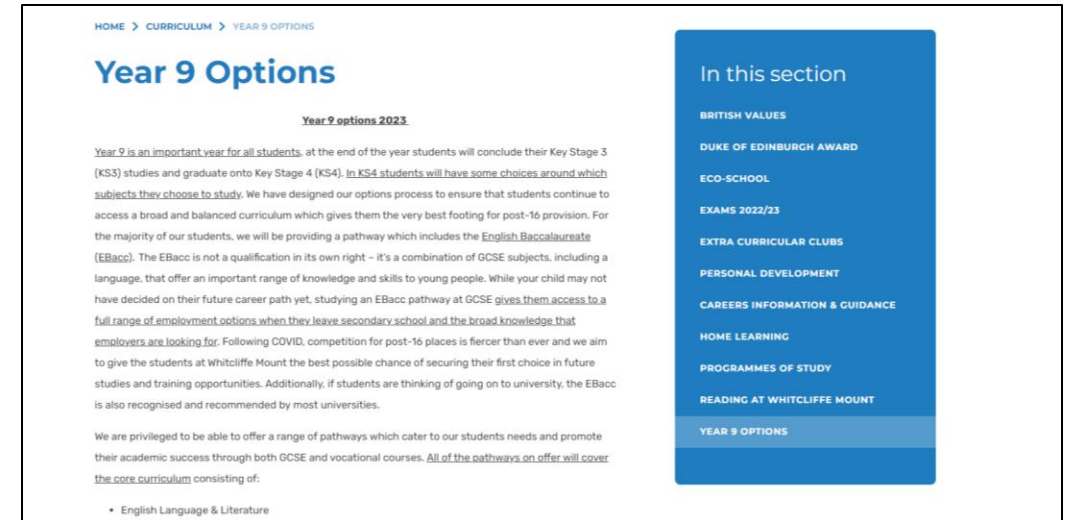 HOME > CURRICULUM > YEAR 9 OPTIONS
Year 9 Options
Year 9 options 2023
Year 9 is an important year for all students, at the end of the year students will conclude their Key Stage 3
(KS3) studies and graduate onto Key Stage 4 (KS4). In KS4 students will have some choices around which
subjects they choose to study. We have designed our options process to ensure that students continue to
access a broad and balanced curriculum which gives them the very best footing for post-16 provision. For
the majority of our students, we will be providing a pathway which includes the English Baccalaureate
(EBacc). The EBacc is not a qualification in its own right – it's a combination of GCSE subjects, including a
language, that offer an important range of knowledge and skills to young people. While your child may not
have decided on their future career path yet, studying an EBacc pathway at GCSE gives them access to a
full range of employment options when they leave secondary school and the broad knowledge that
employers are looking for. Following COVID, competition for post-16 places is fiercer than ever and we aim
to give the students at Whitcliffe Mount the best possible chance of securing their first choice in future
studies and training opportunities. Additionally, if students are thinking of going on to university, the EBacc
is also recognised and recommended by most universities.
We are privileged to be able to offer a range of pathways which cater to our students needs and promote
their academic success through both GCSE and vocational courses. All of the pathways on offer will cover
the core curriculum consisting of:
• English Language & Literature
In this section
BRITISH VALUES
DUKE OF EDINBURGH AWARD
ECO-SCHOOL
EXAMS 2022/23
EXTRA CURRICULAR CLUBS
PERSONAL DEVELOPMENT
CAREERS INFORMATION & GUIDANCE
HOME LEARNING
PROGRAMMES OF STUDY
READING AT WHITCLIFFE MOUNT
YEAR 9 OPTIONS